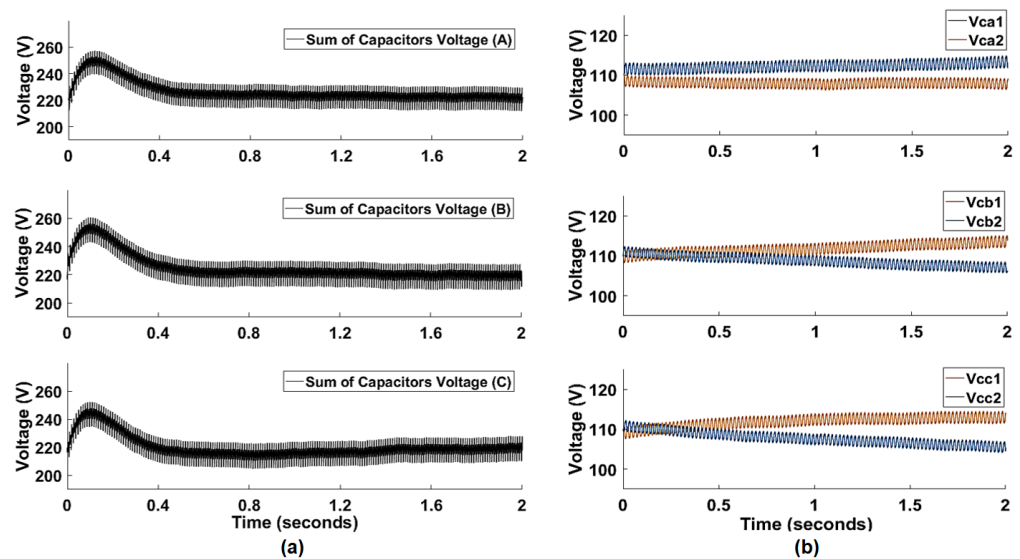 Sum of Capacitors Voltage (A)
Voltage (V)
260
240
220
200
0
0.4
0.8
1.2
1.6
2
Sum of Capacitors Voltage (B)
Voltage (V)
260
240
220
200
0
0.4
0.8
1.2
1.6
2
Sum of Capacitors Voltage (C)
Voltage (V)
260
240
220
200
0
0.4
0.8
1.2
1.6
2
Time (seconds)
(a)
Vca1
Vca2
Voltage (V)
120
110
100
0
0.5
1
1.5
2
Vcb1
Vcb2
Voltage (V)
120
110
100
0
0.5
1
1.5
2
Vcc1
Vcc2
Voltage (V)
120
110
100
0
0.5
1
1.5
2
Time (seconds)
(b)